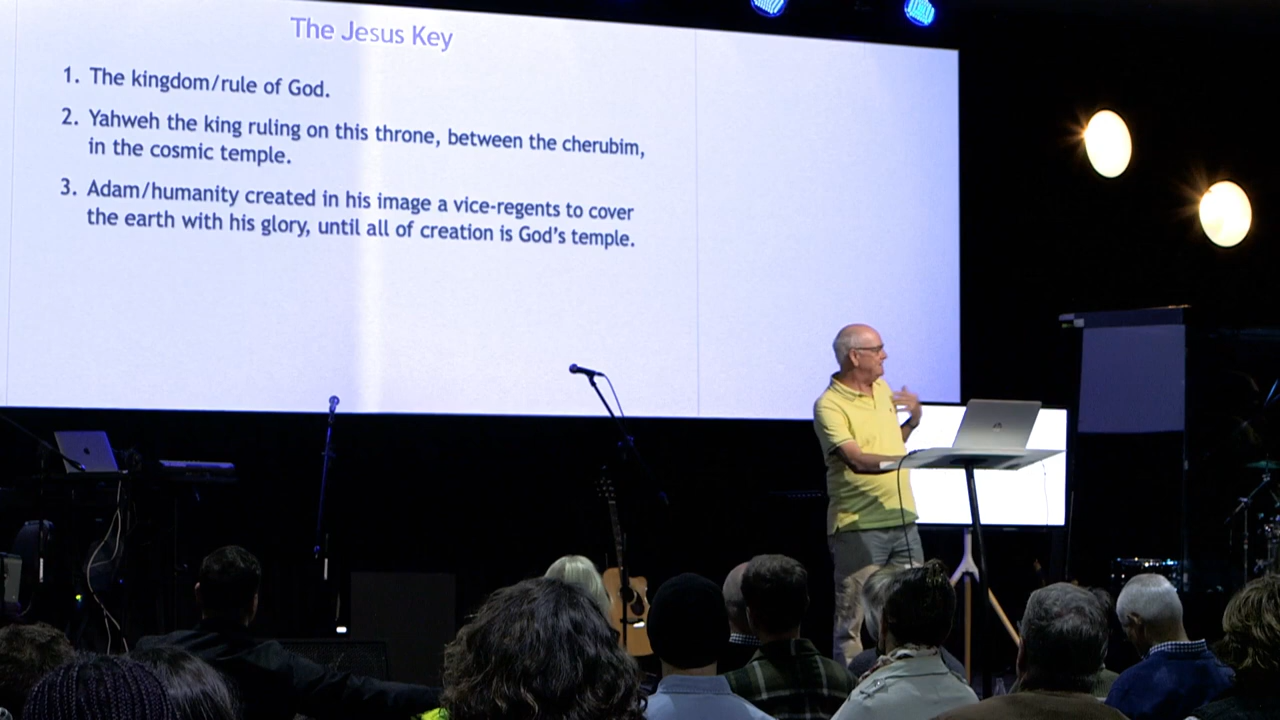 The Jesus Key
1. The kingdom/rule of God.
2. Yahweh the king ruling on this throne, between the cherubim,
in the cosmic temple.
3. Adam/humanity created in his image a vice-regents to cover
the earth with his glory, until all of creation is God's temple.